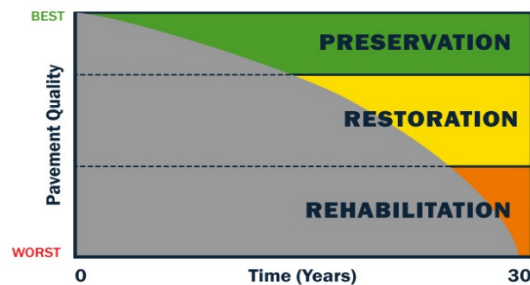 BEST
PRESERVATION
RESTORATION
REHABILITATION
Pavement Quality
WORST
0
Time (Years)
30